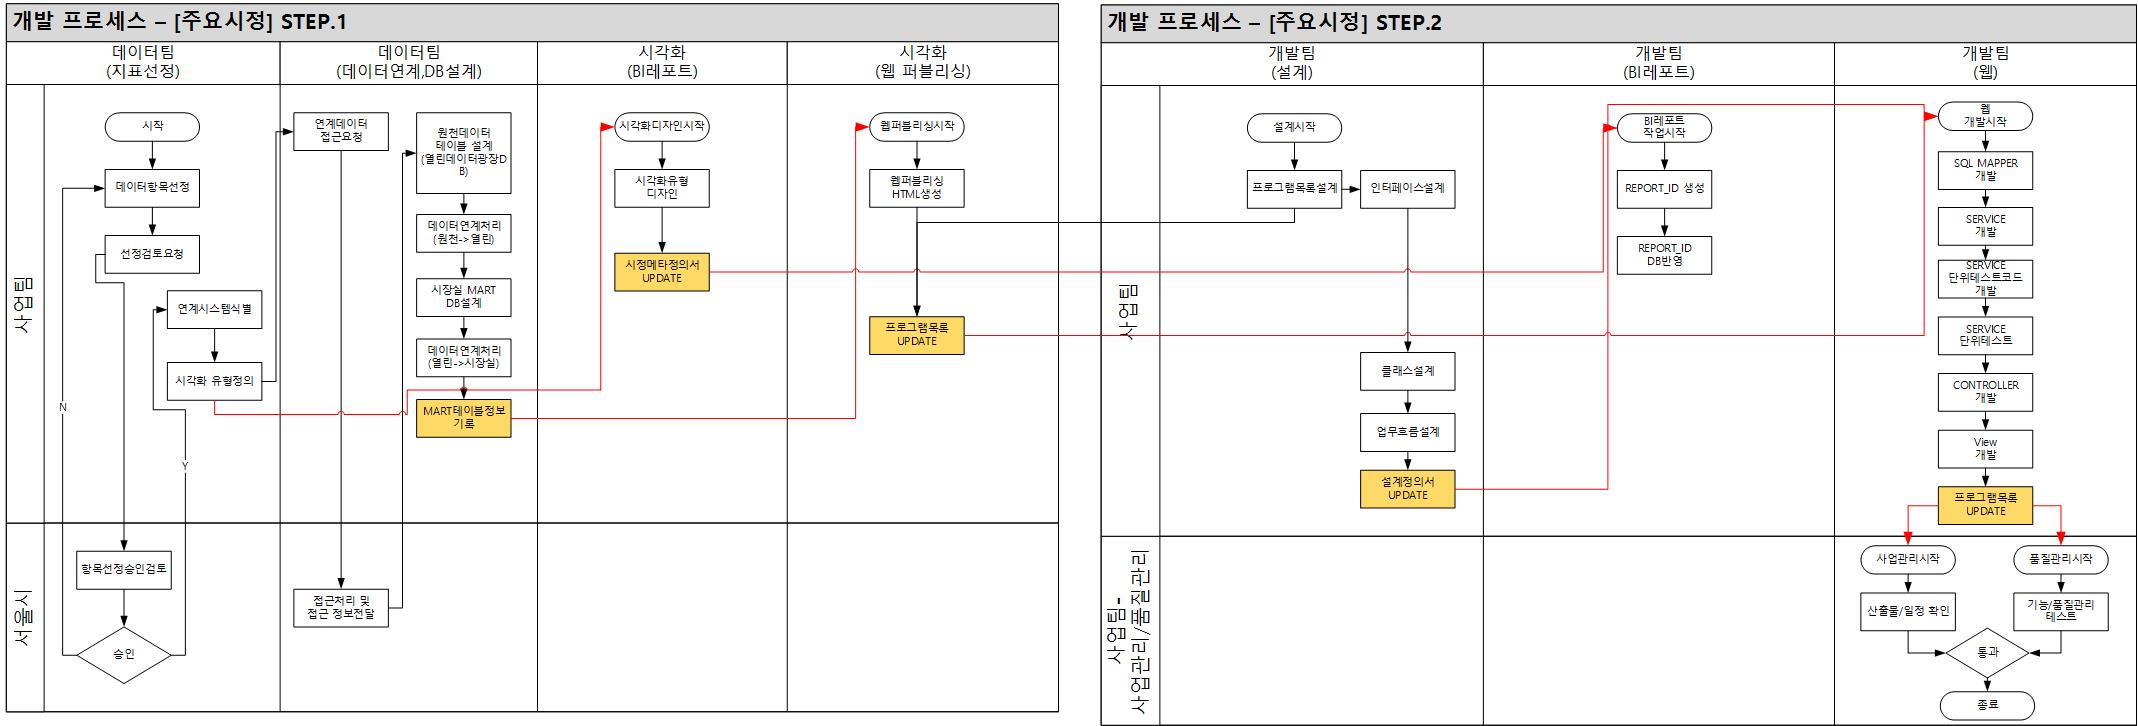 개발 프로세스 – [주요시정] STEP.1
데이터팀
(지표선정)
데이터팀
(데이터연계,DB설계)
시각화
(BI레포트)
시각화
(웹 퍼블리싱)
사업팀
서울시
시작
데이터항목선정
선정검토요청
연계시스템식별
시각화 유형정의
N
Y
항목선정승인검토
승인
연계데이터
접근요청
접근처리 및
접근 정보전달
원천데이터
테이블 설계
(열린데이터광장D
B)
데이터연계처리
(원천->열린)
시장실 MART
DB설계
데이터연계처리
(열린->시장실)
MART테이블정보
기록
시각화디자인시작
시각화유형
디자인
시정메타정의서
UPDATE
웹퍼블리싱시작
웹퍼블리싱
HTML생성
프로그램목록
UPDATE
개발 프로세스 – [주요시정] STEP.2
개발팀
(설계)
개발팀
(BI레포트)
개발팀
(웹)
사업팀
사업팀-
사업관리/품질관리
설계시작
프로그램목록설계
인터페이스설계
클래스설계
업무흐름설계
설계정의서
UPDATE
BI레포트
작업시작
REPORT_ID 생성
REPORT_ID
DB반영
웹
개발시작
SQL MAPPER
개발
SERVICE
개발
SERVICE
단위테스트코드
개발
SERVICE
단위테스트
CONTROLLER
개발
View
개발
프로그램목록
UPDATE
사업관리시작
품질관리시작
산출물/일정 확인
기능/품질관리
테스트
통과
종료